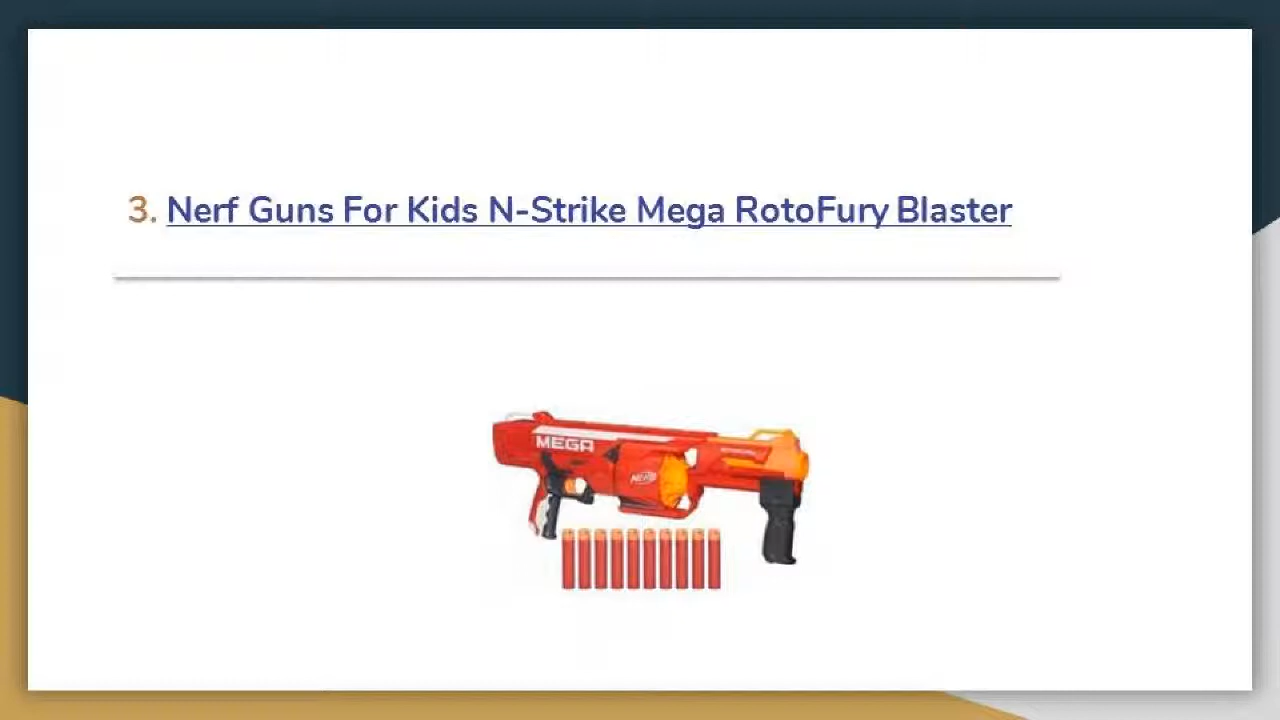 3. Nerf Guns For Kids N-Strike Mega RotoFury Blaster
MEGA
NERF